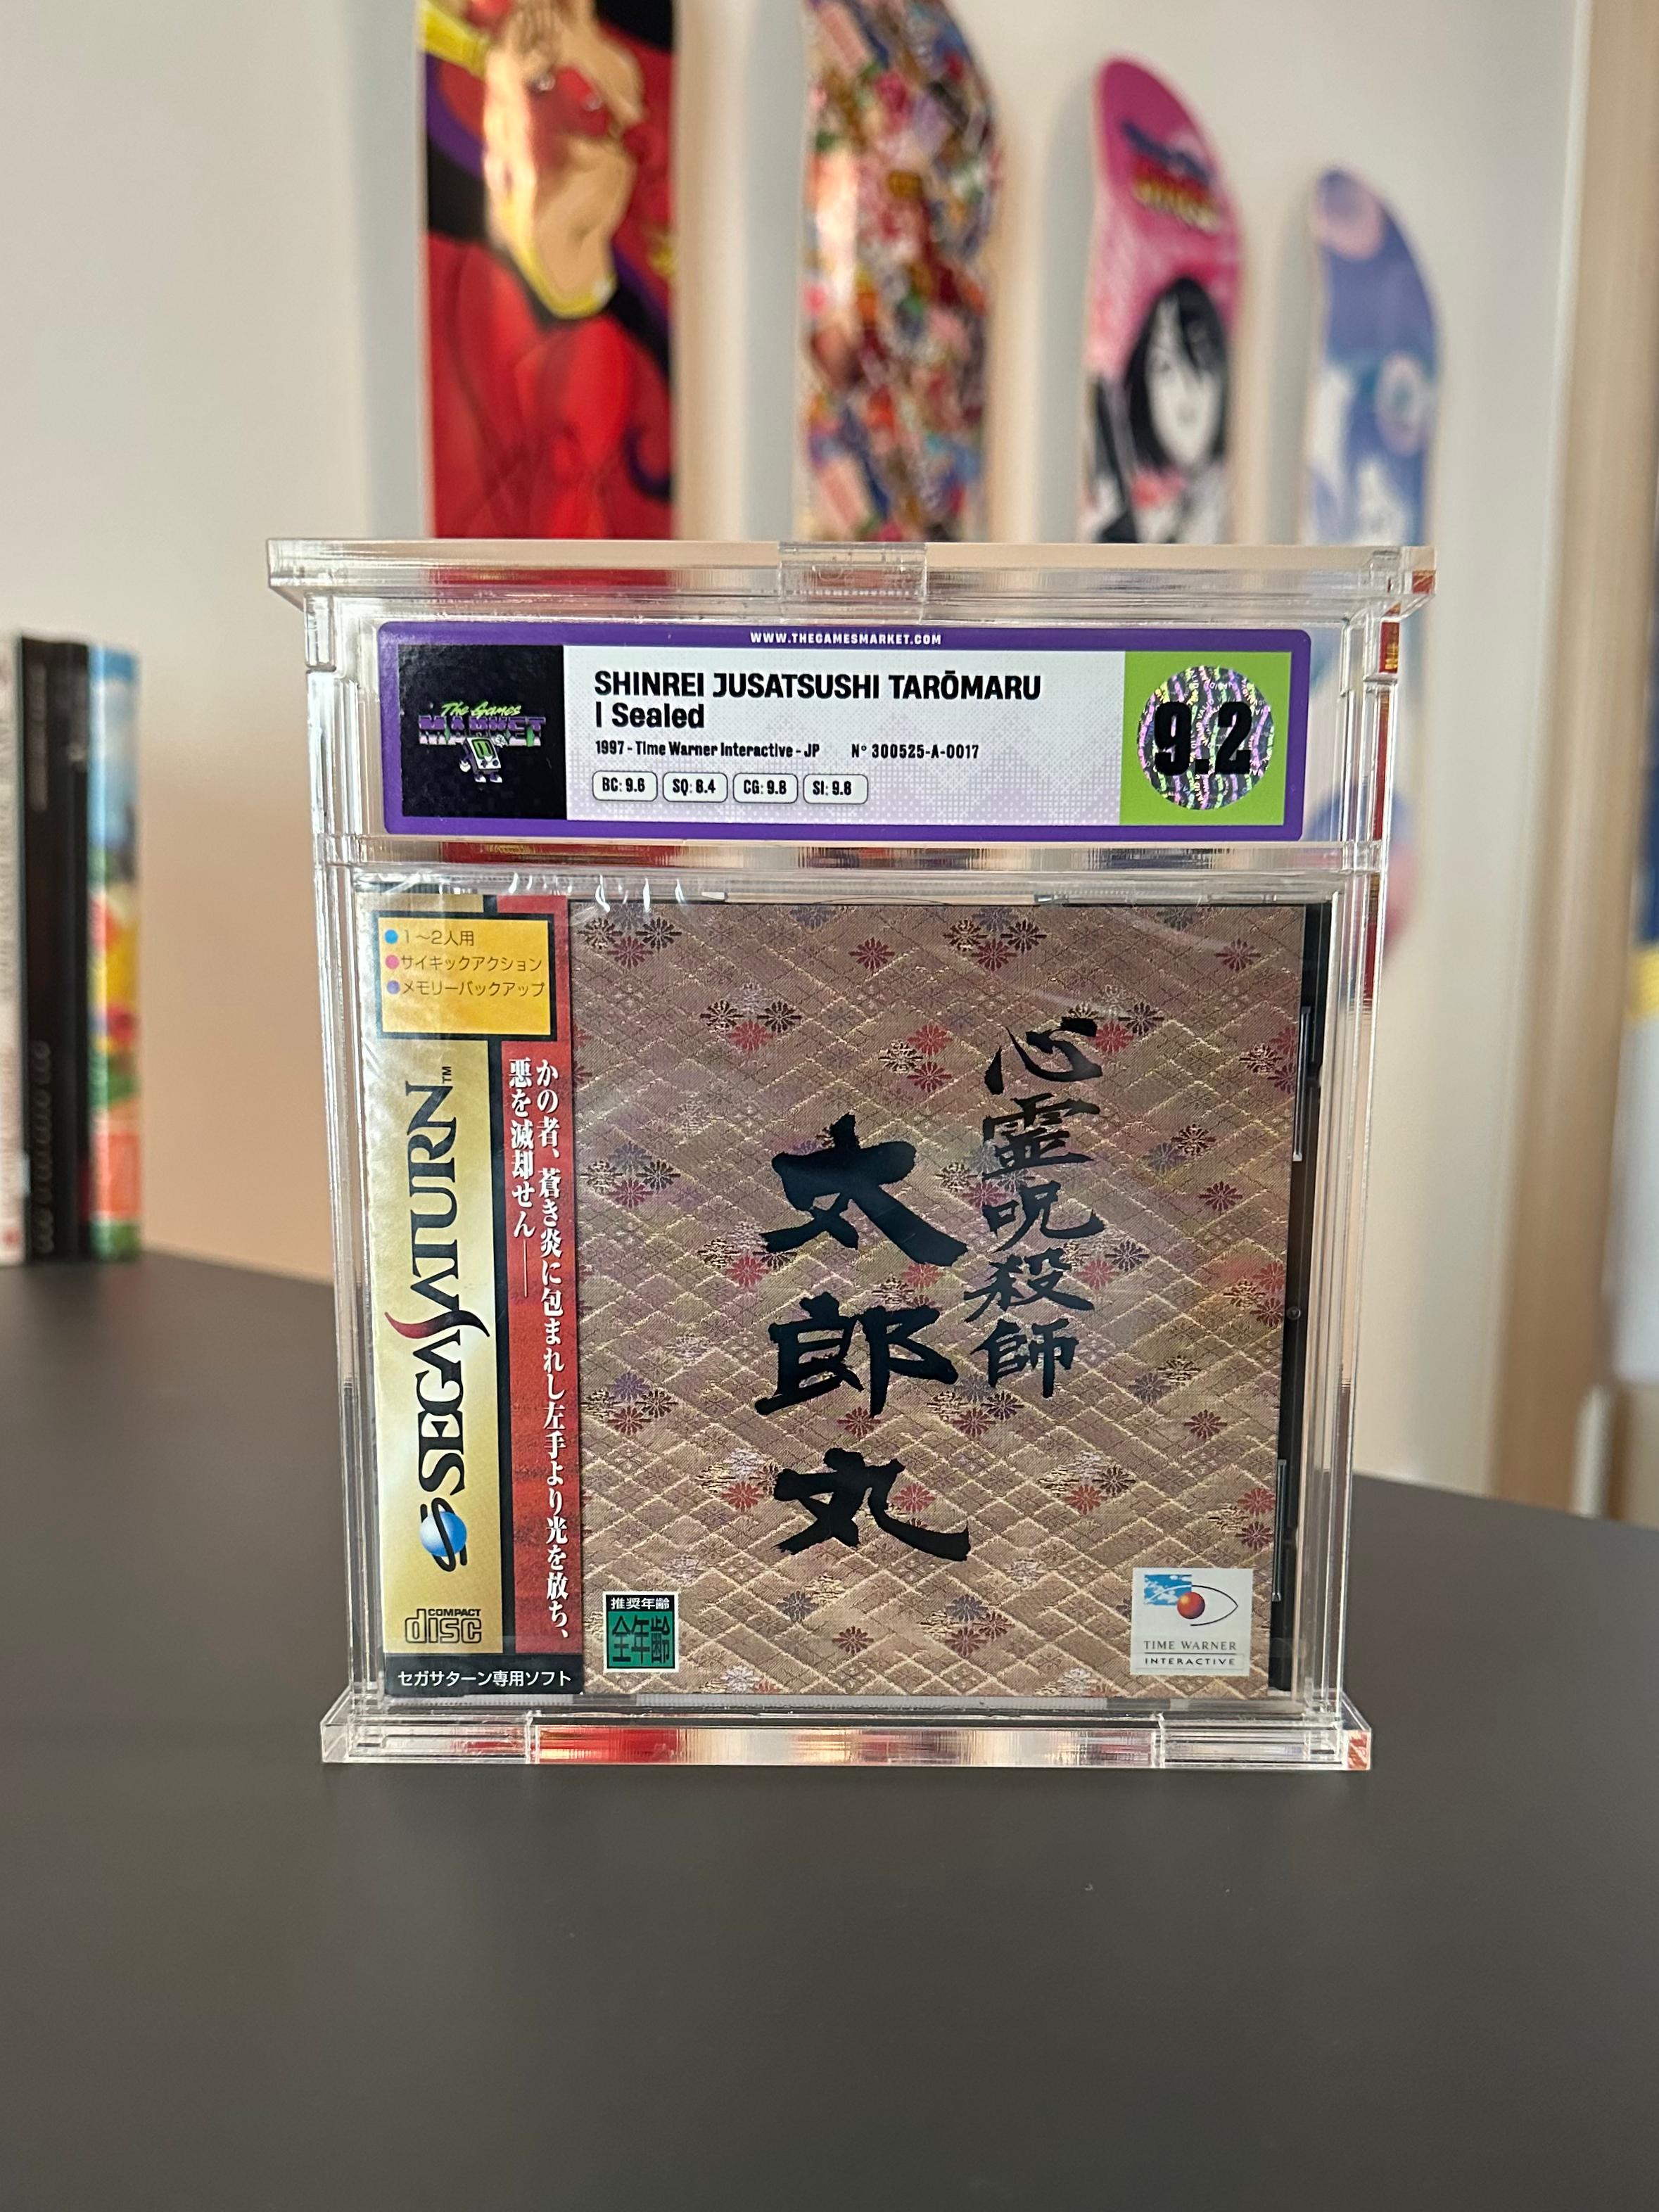 WWW.THEGAMESMARKET.COM
The Games
MARKET
SHINREI JUSATSUSHI TARŌMARU
| Sealed
1997 - Time Warner Interactive - JP N° 300525-A-0017
BC: 9.6 SQ: 8.4 CG: 9.8 SI: 9.8
9.2
1〜2人用
サイキックアクション
メモリーバックアップ
SEGA SATURN™
かの者、蒼き炎に包まれし左手より光を放ち、
悪を滅却せん――
COMPACT
disc
セガサターン専用ソフト
心霊呪殺師
太郎丸
推奨年齢
全年齢
TIME WARNER
INTERACTIVE